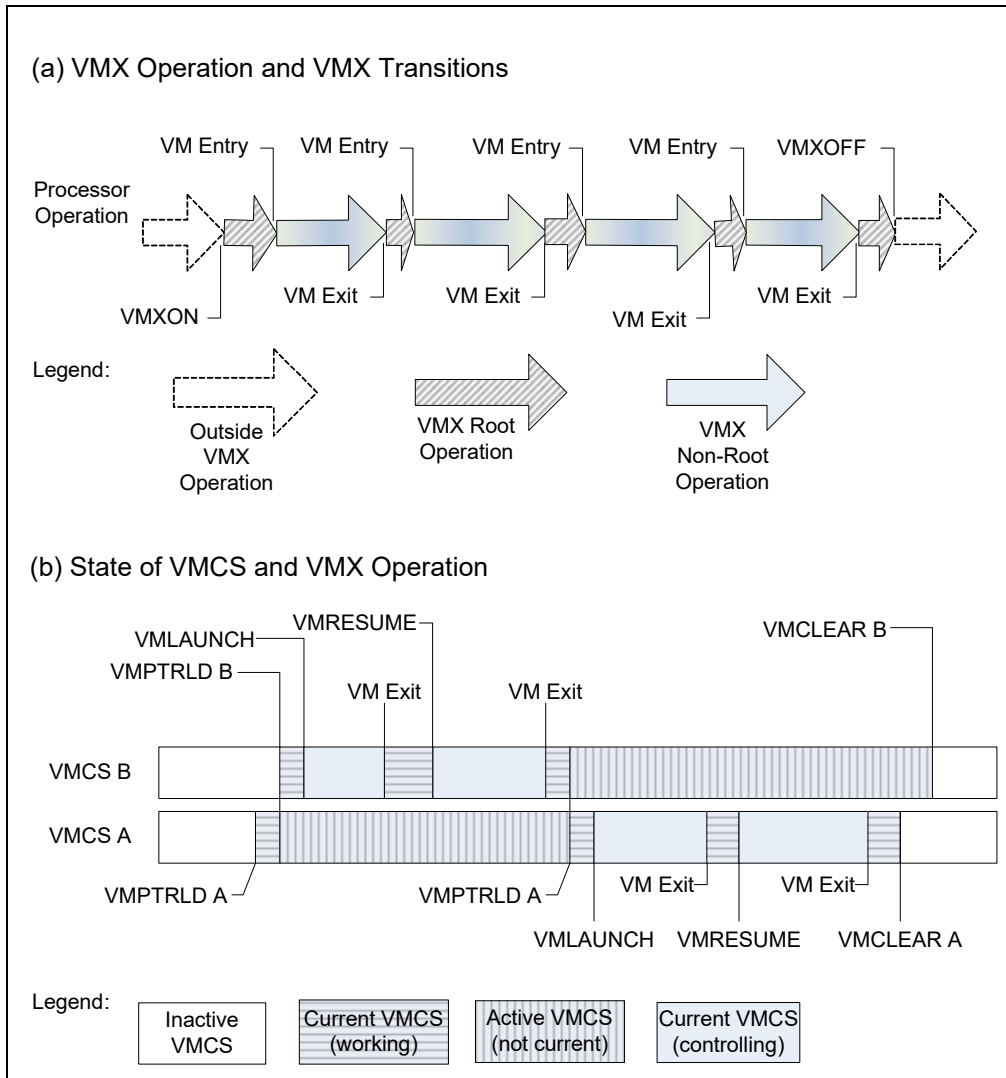 (a) VMX Operation and VMX Transitions
VM Entry
VM Entry
VM Entry
VM Entry
VMXOFF
Processor
Operation
VM Exit
VM Exit
VM Exit
VM Exit
VMXON
Legend:
Outside
VMX
Operation
VMX Root
Operation
VMX
Non-Root
Operation
(b) State of VMCS and VMX Operation
VMLAUNCH
VMRESUME
VMCLEAR B
VMPTRLD B
VM Exit
VM Exit
VMCS B
VMCS A
VMPTRLD A
VMPTRLD A
VM Exit
VM Exit
VMLAUNCH
VMRESUME
VMCLEAR A
Legend:
Inactive
VMCS
Current VMCS
(working)
Active VMCS
(not current)
Current VMCS
(controlling)